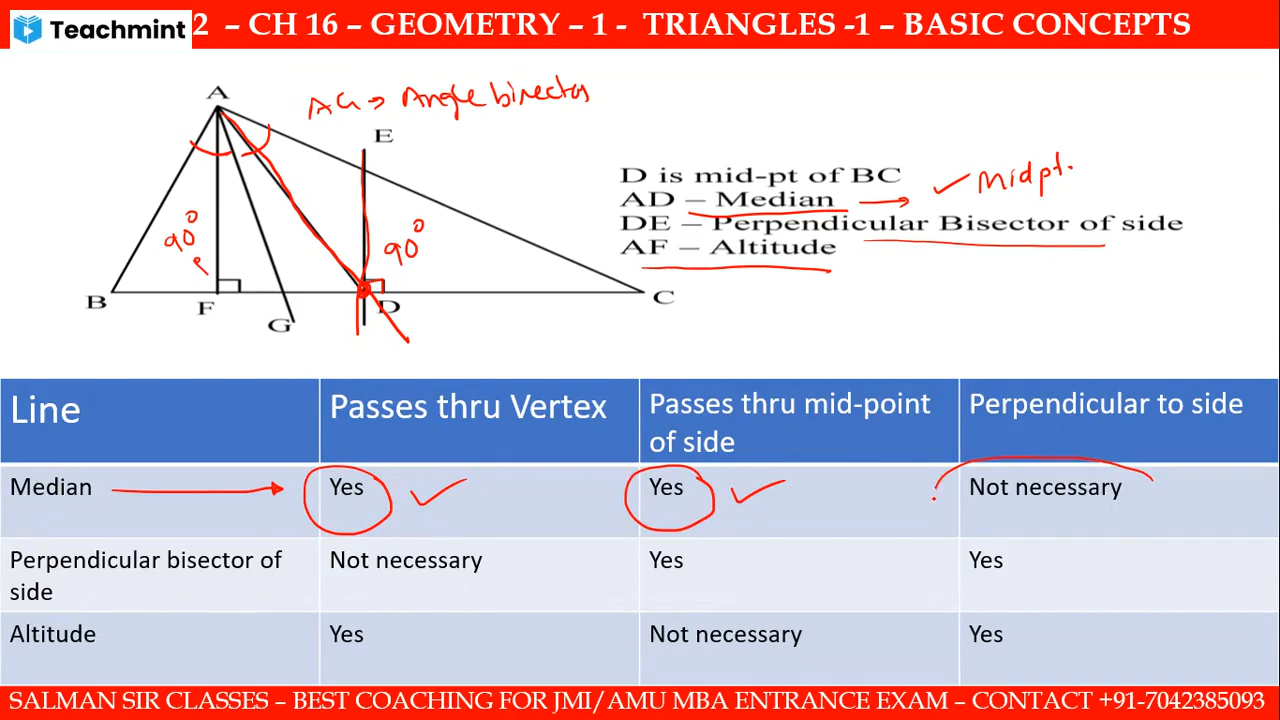 Teachmint
2 – CH 16 – GEOMETRY – 1 - TRIANGLES -1 – BASIC CONCEPTS
A
AG → Angle bisector
E
D is mid-pt of BC
AD – Median → ✓ Midpt.
DE – Perpendicular Bisector of side
AF – Altitude
90°
90°
B
F
G
D
C
Line
Passes thru Vertex
Passes thru mid-point
of side
Perpendicular to side
Median
Yes ✓
Yes ✓
Not necessary
Perpendicular bisector of
side
Not necessary
Yes
Yes
Altitude
Yes
Not necessary
Yes
SALMAN SIR CLASSES – BEST COACHING FOR JMI/AMU MBA ENTRANCE EXAM – CONTACT +91-7042385093